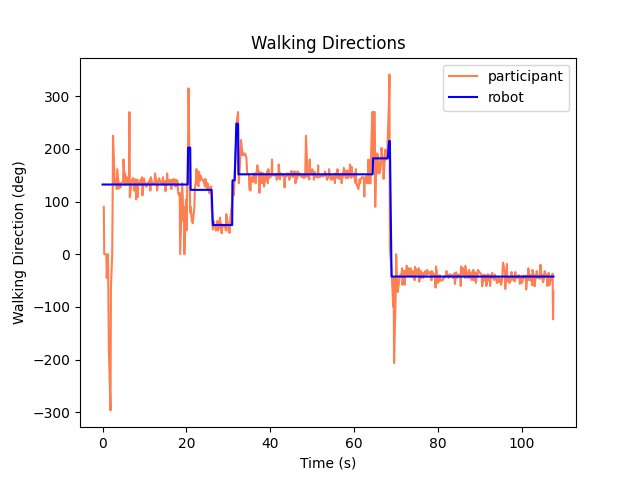 Walking Directions
participant
robot
Walking Direction (deg)
300
200
100
0
−100
−200
−300
0
20
40
60
80
100
Time (s)